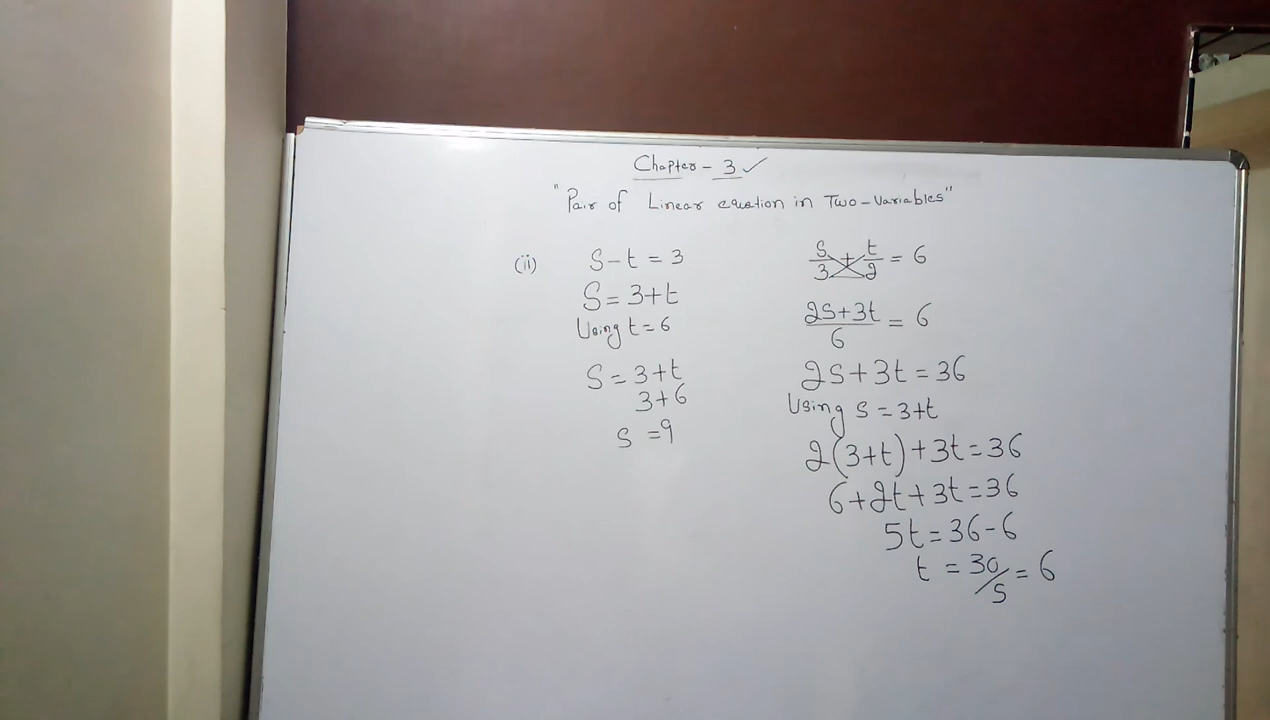 Chapter - 3 ✓
"Pair of Linear equation in Two-Variables"
(ii) S - t = 3
S = 3+t
Using t = 6
S = 3+t
3+6
s = 9
S/3 + t/2 = 6
2S+3t/6 = 6
2S+3t = 36
Using s = 3+t
2(3+t)+3t = 36
6+2t+3t = 36
5t = 36-6
t = 30/5 = 6